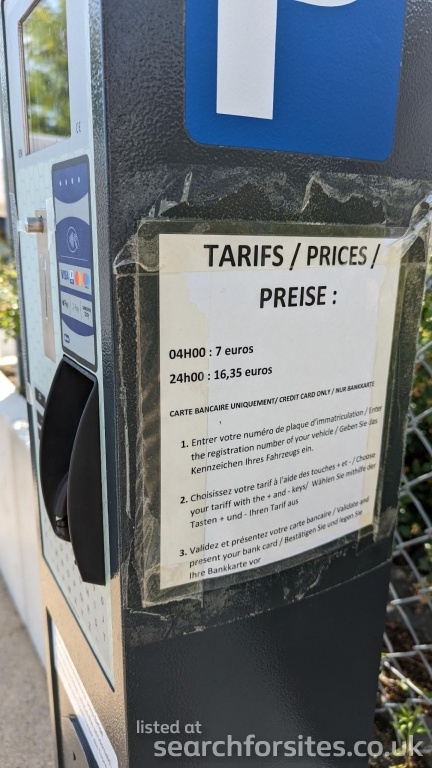 P
VISA
TARIFS / PRICES /
PREISE :
04H00 : 7 euros
24h00 : 16,35 euros
CARTE BANCAIRE UNIQUEMENT/ CREDIT CARD ONLY / NUR BANKKARTE
1. Entrer votre numéro de plaque d'immatriculation / Enter
the registration number of your vehicle / Geben Sie das
Kennzeichen Ihres Fahrzeugs ein.
2. Choisissez votre tarif à l'aide des touches + et - / Choose
your tariff with the + and - keys/ Wählen Sie mithilfe der
Tasten + und - Ihren Tarif aus
3. Validez et présentez votre carte bancaire / Validate and
present your bank card / Bestätigen Sie und legen Sie
Ihre Bankkarte vor
listed at
searchforsites.co.uk